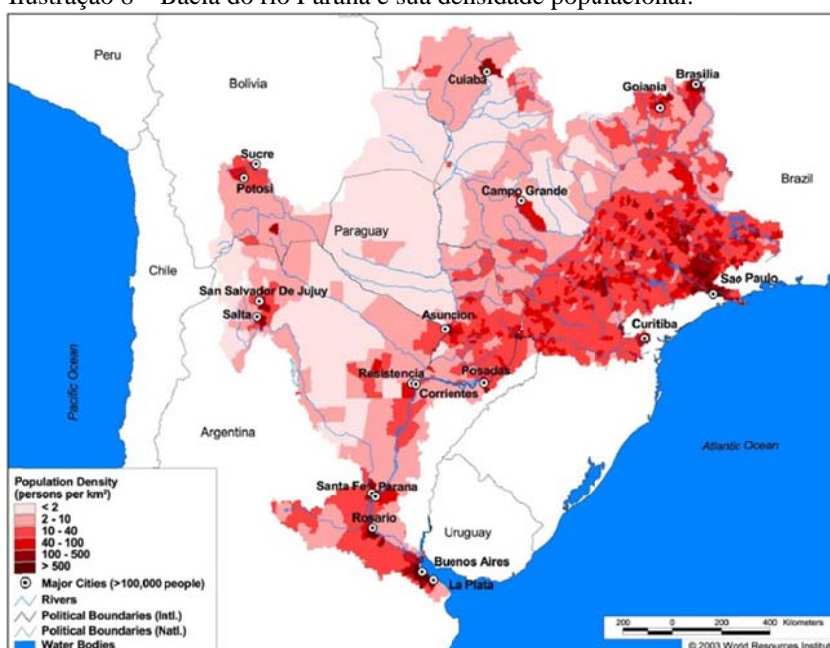 Ilustração 8 – Bacia do rio Paraná e sua densidade populacional.
Peru
Bolivia
Cuiabá
Goiania
Brasilia
Sucre
Potosi
Brazil
Campo Grande
Paraguay
Chile
San Salvador De Jujuy
Salta
Sao Paulo
Asuncion
Curitiba
Pacific Ocean
Resistencia
Posadas
Corrientes
Argentina
Atlantic Ocean
Santa Fe
Parana
Rosario
Uruguay
Buenos Aires
La Plata
Population Density
(persons per km²)
< 2
2 - 10
10 - 40
40 - 100
100 - 500
> 500
Major Cities (>100,000 people)
Rivers
Political Boundaries (Intl.)
Political Boundaries (Natl.)
Water Bodies
200 0 200 400 Kilometers
© 2003 World Resources Institut